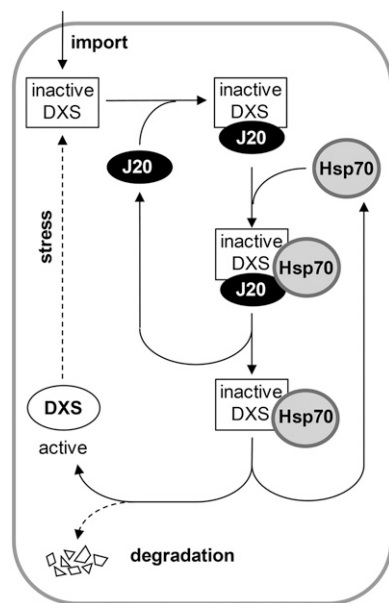 import
inactive
DXS
inactive
DXS
J20
J20
Hsp70
stress
inactive
DXS
Hsp70
J20
inactive
DXS
Hsp70
DXS
active
degradation